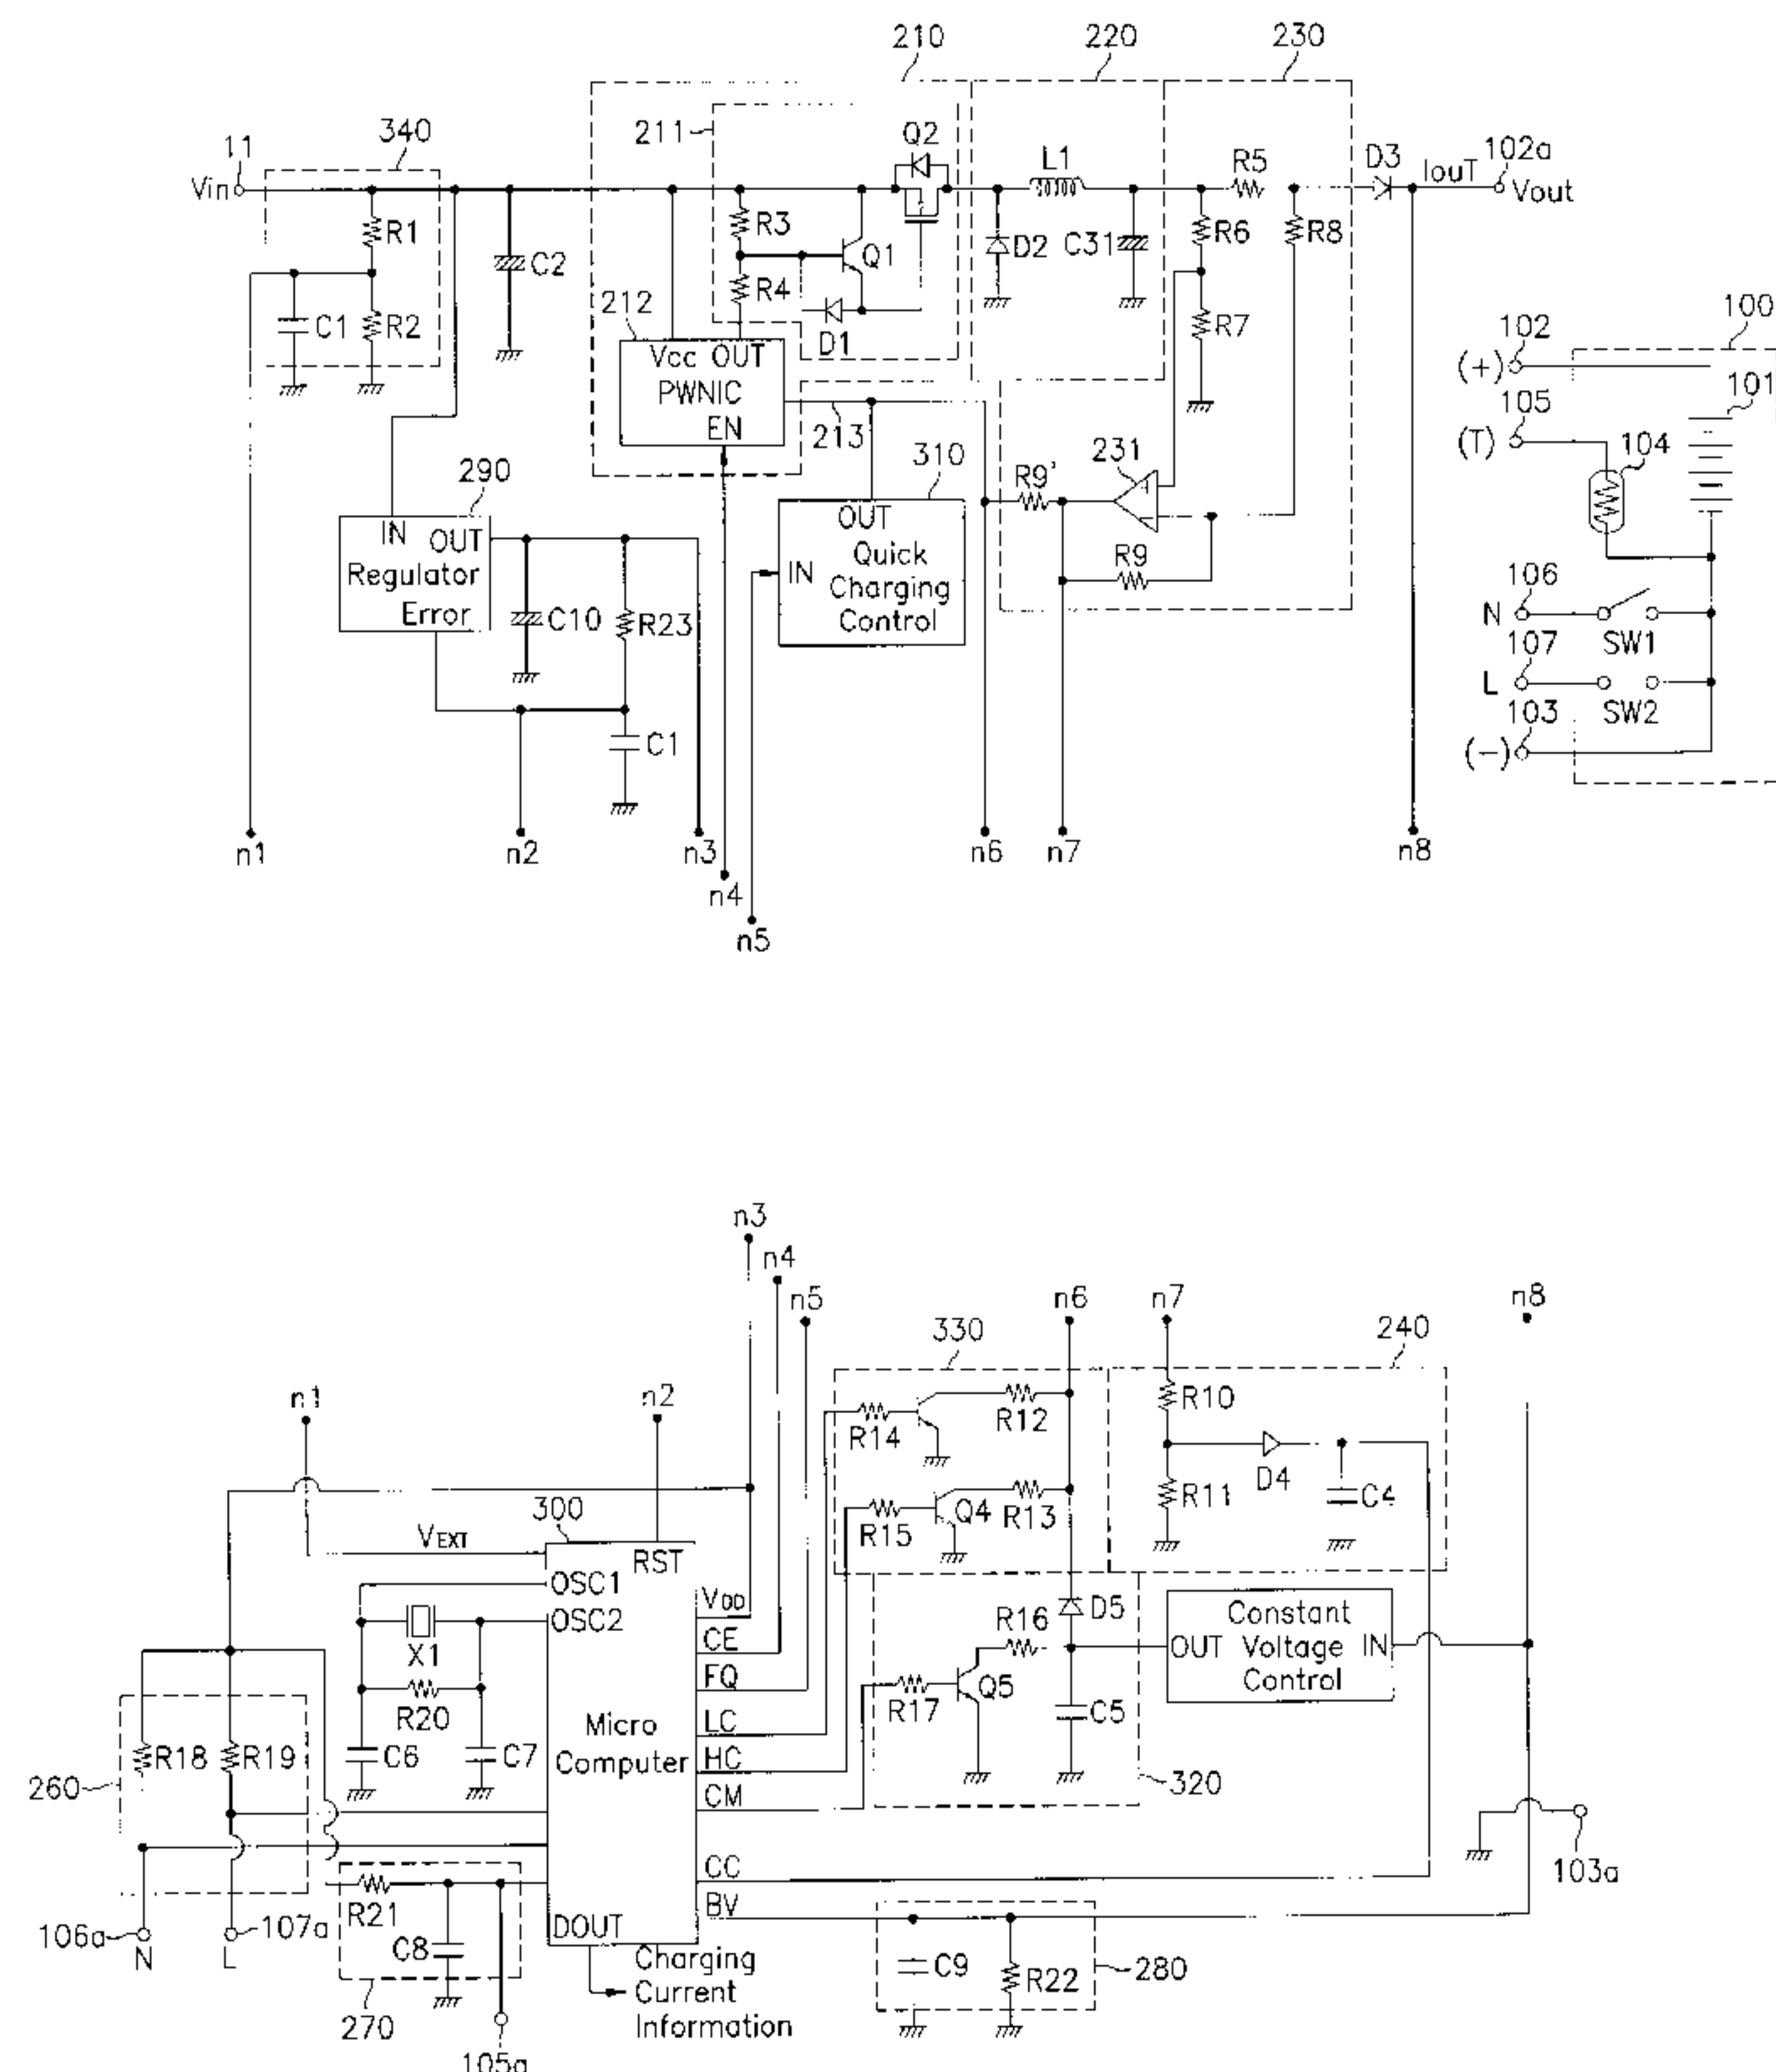 210
220
230
11
340
211
Q2
L1
R5
D3
IouT
102a
Vin
Vout
R1
C2
R3
Q1
R4
D2
C31
R6
R8
C1
R2
212
D1
R7
Vcc OUT
PWNIC
EN
213
100
102
(+)
101
105
(T)
104
290
310
231
R9'
IN OUT
Regulator
Error
OUT
IN
Quick
Charging
Control
R9
C10
R23
106
N
SW1
107
L
SW2
103
(-)
C1
n1
n2
n3
n6
n7
n8
n4
n5
n3
n4
n5
n6
n7
n8
330
240
n1
n2
R14
R12
R10
D4
R11
C4
300
R15
Q4
R13
VEXT
RST
OSC1
OSC2
VDD
CE
FQ
LC
HC
CM
CC
BV
DOUT
Micro
Computer
X1
R20
C6
C7
R16
D5
R17
Q5
C5
320
OUT
Constant
Voltage
Control
IN
R18
R19
260
103a
106a
N
L
107a
R21
C8
270
105a
Charging
Current
Information
C9
R22
280